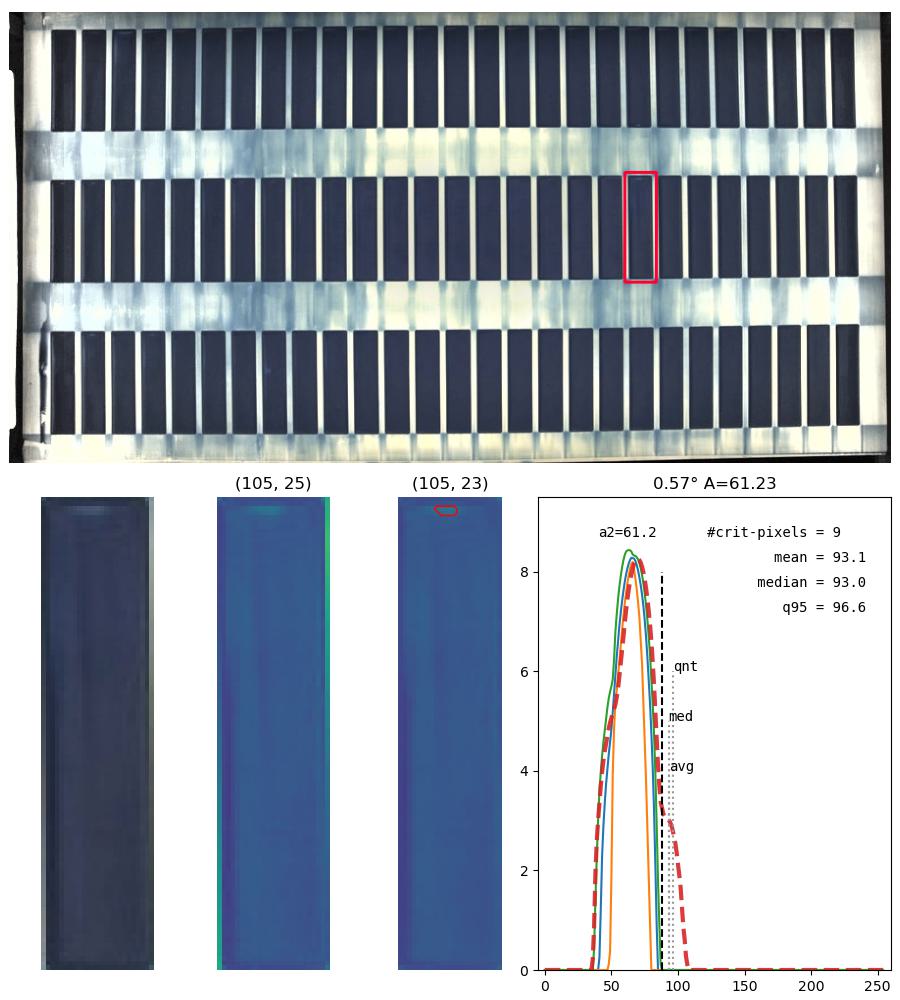 (105, 25)
(105, 23)
0.57° A=61.23
a2=61.2
#crit-pixels = 9
mean = 93.1
median = 93.0
q95 = 96.6
qnt
med
avg
8
6
4
2
0
0 50 100 150 200 250